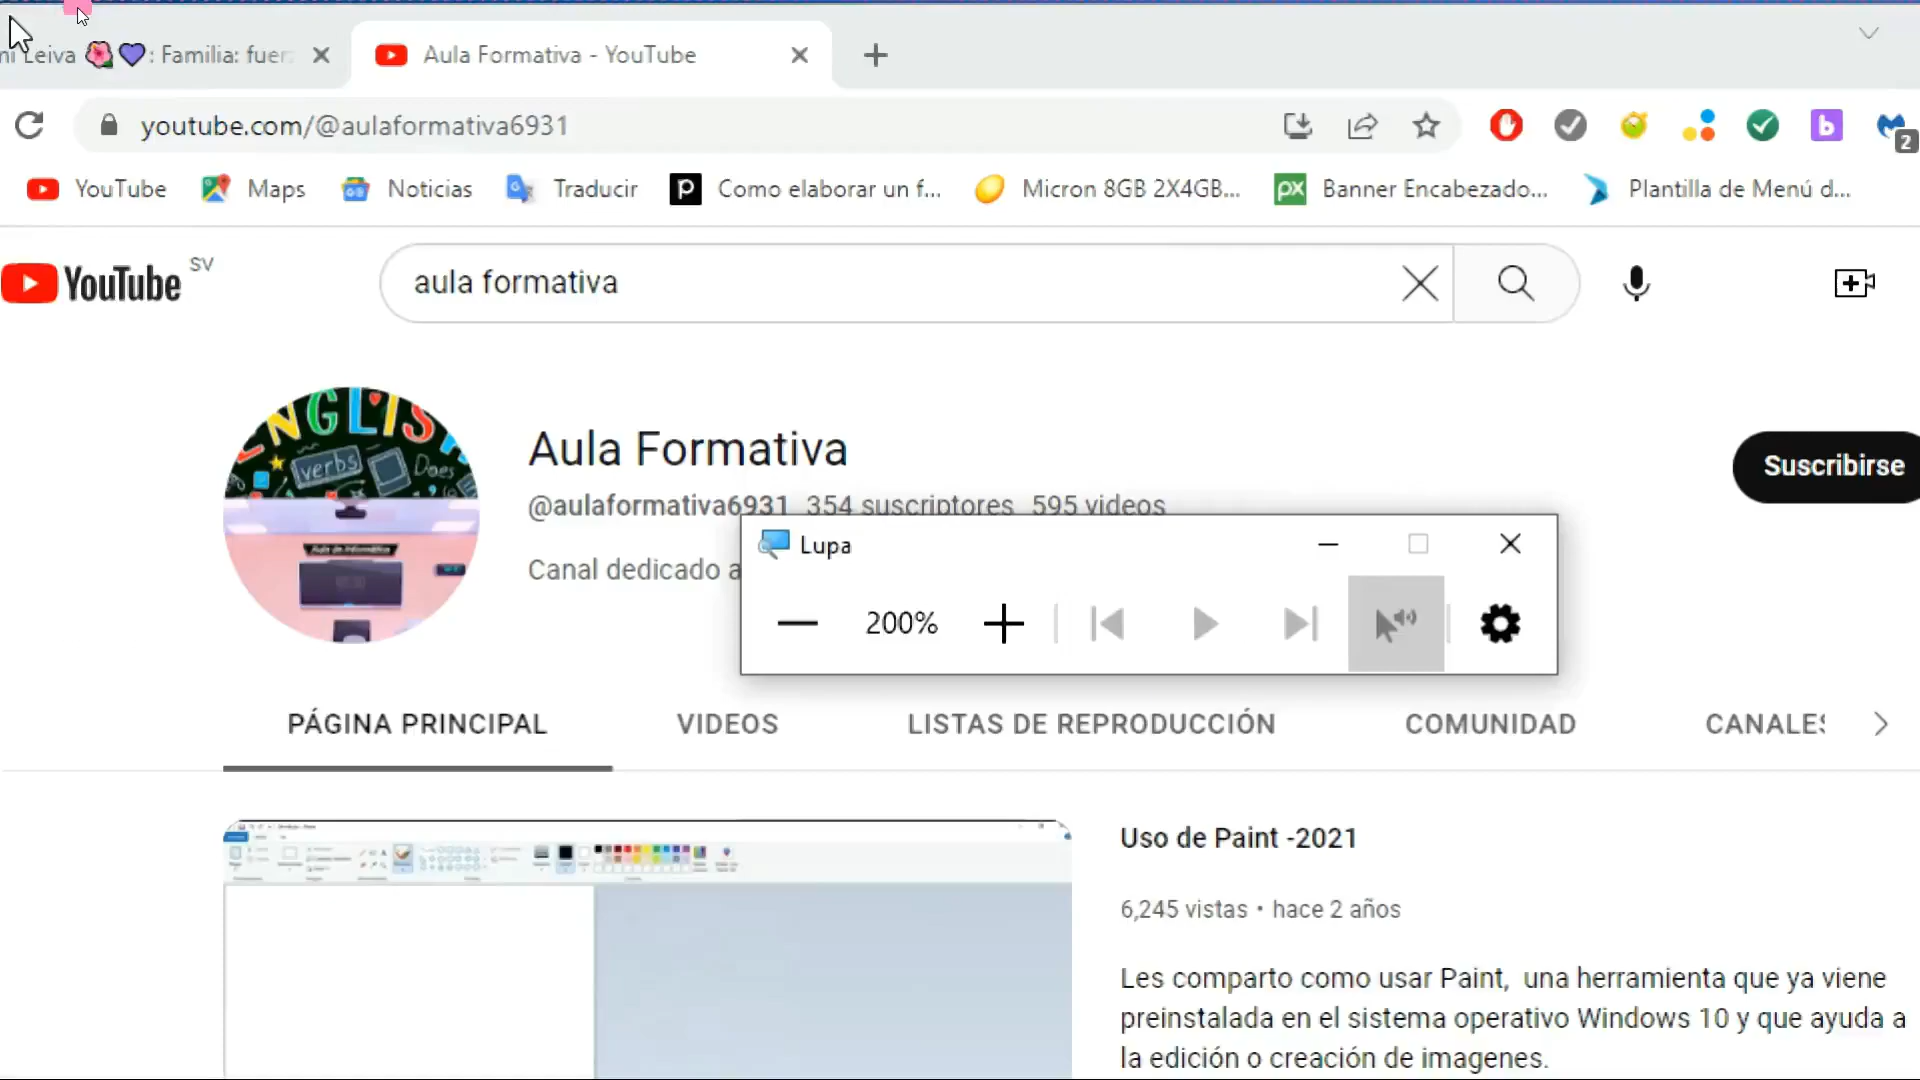 Leiva 🌺💜: Familia: fuer
Aula Formativa - YouTube
youtube.com/@aulaformativa6931
2
YouTube Maps Noticias Traducir Como elaborar un f... Micron 8GB 2X4GB... Banner Encabezado... Plantilla de Menú d...
YouTube SV
aula formativa
ENGLIS
verbs
Does
Aula Formativa
@aulaformativa6931 354 suscriptores 595 videos
Suscribirse
Canal dedicado a
Lupa
200%
PÁGINA PRINCIPAL VIDEOS LISTAS DE REPRODUCCIÓN COMUNIDAD CANALES
Uso de Paint -2021
6,245 vistas • hace 2 años
Les comparto como usar Paint, una herramienta que ya viene
preinstalada en el sistema operativo Windows 10 y que ayuda a
la edición o creación de imagenes.